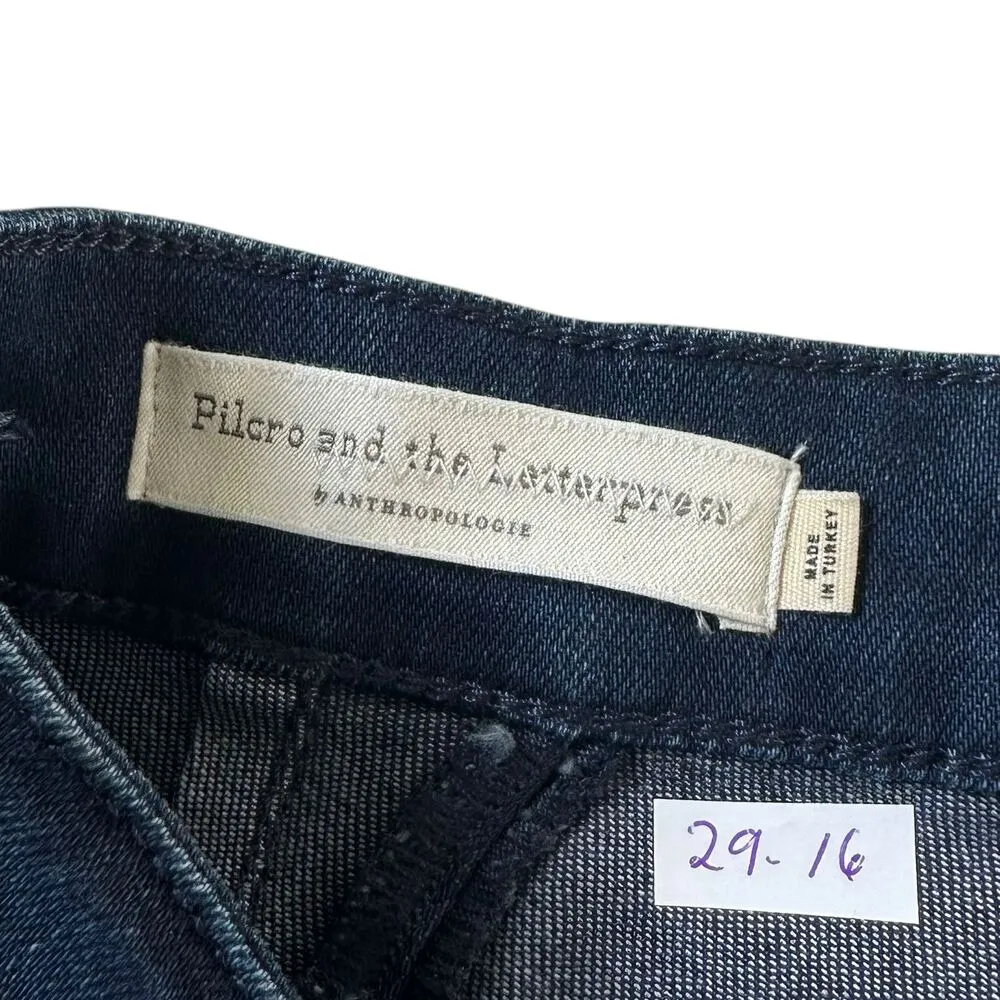 Pilcro and the Letterpress
by ANTHROPOLOGIE
MADE
IN TURKEY
29-16